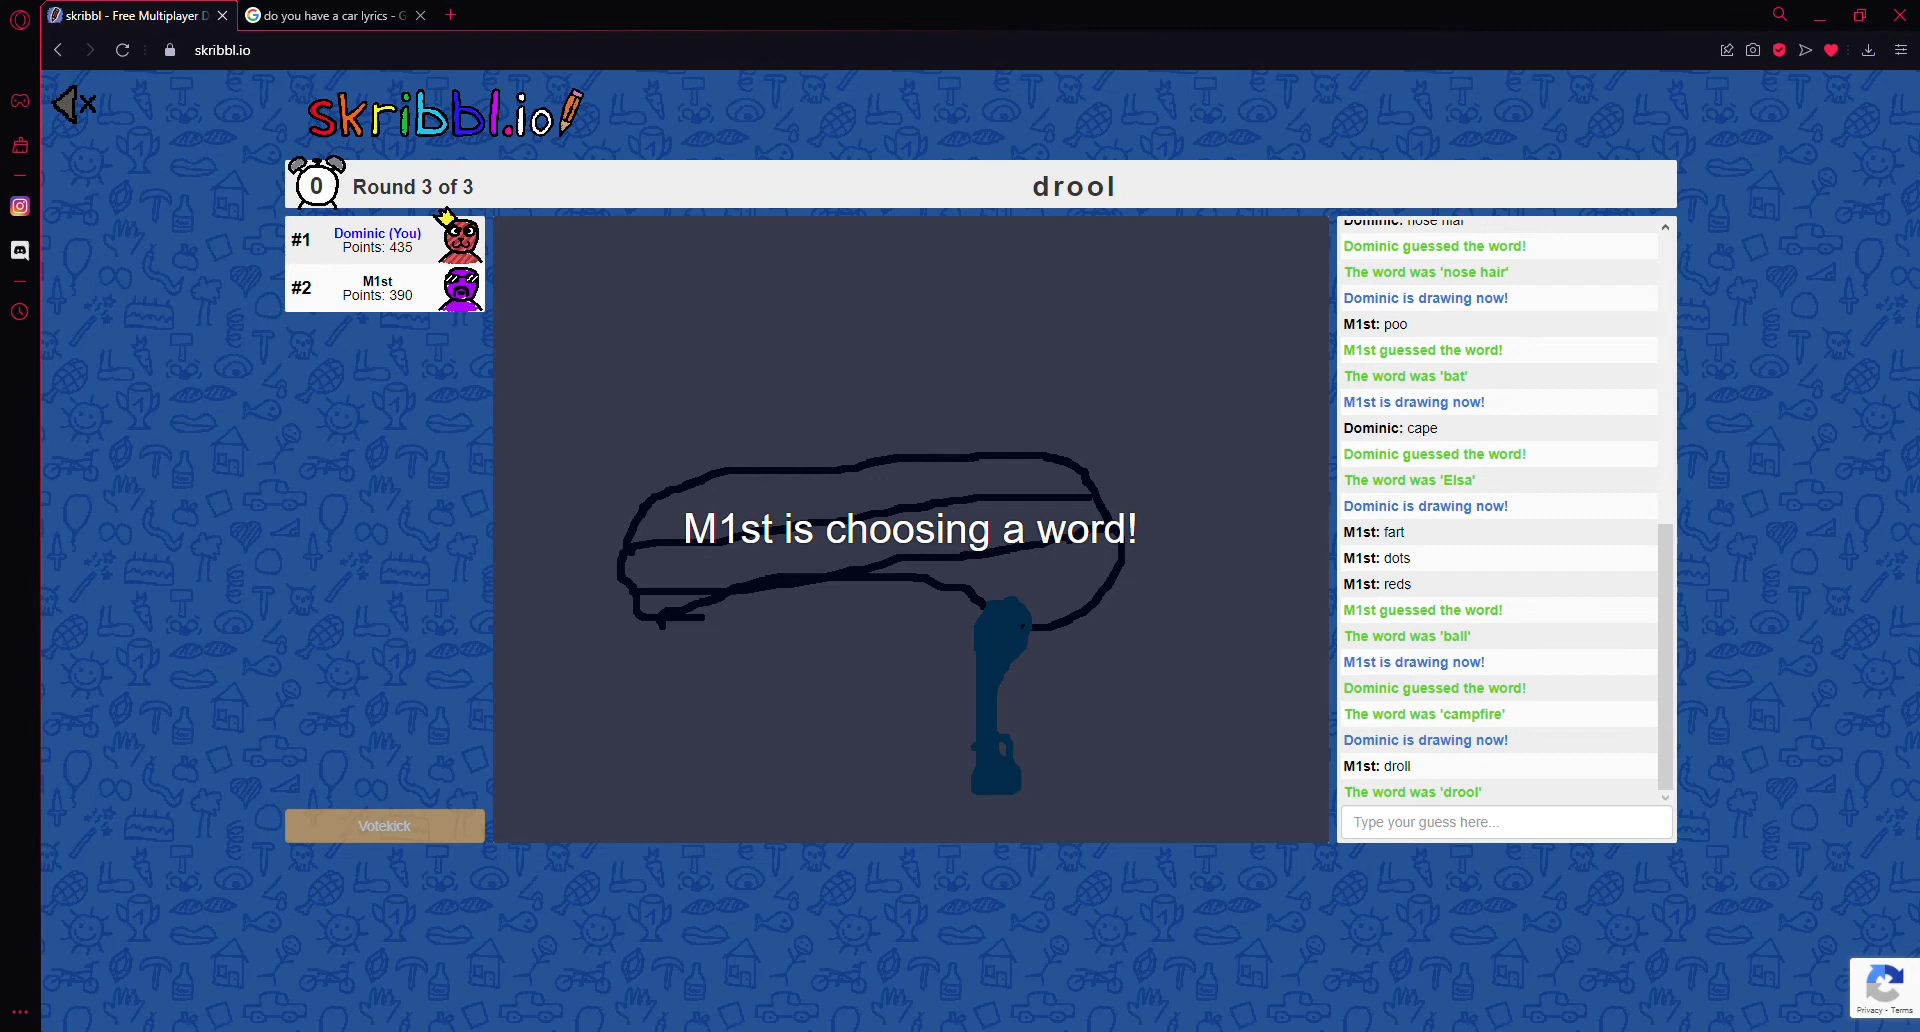 skribbl - Free Multiplayer D
do you have a car lyrics - G
skribbl.io
skribbl.io
0
Round 3 of 3
drool
#1
Dominic (You)
Points: 435
#2
M1st
Points: 390
M1st is choosing a word!
Votekick
Dominic: nose hiar
Dominic guessed the word!
The word was 'nose hair'
Dominic is drawing now!
M1st: poo
M1st guessed the word!
The word was 'bat'
M1st is drawing now!
Dominic: cape
Dominic guessed the word!
The word was 'Elsa'
Dominic is drawing now!
M1st: fart
M1st: dots
M1st: reds
M1st guessed the word!
The word was 'ball'
M1st is drawing now!
Dominic guessed the word!
The word was 'campfire'
Dominic is drawing now!
M1st: droll
The word was 'drool'
Type your guess here...
Privacy - Terms